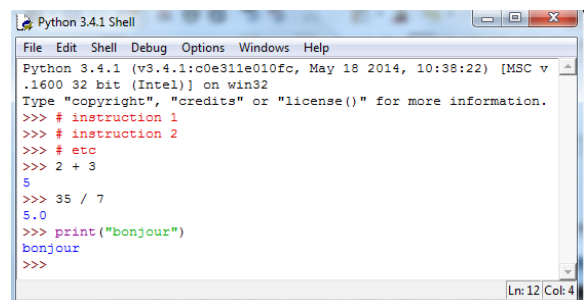 Python 3.4.1 Shell
File Edit Shell Debug Options Windows Help
Python 3.4.1 (v3.4.1:c0e311e010fc, May 18 2014, 10:38:22) [MSC v
.1600 32 bit (Intel)] on win32
Type "copyright", "credits" or "license()" for more information.
>>> # instruction 1
>>> # instruction 2
>>> # etc
>>> 2 + 3
5
>>> 35 / 7
5.0
>>> print("bonjour")
bonjour
>>>
Ln: 12 Col: 4